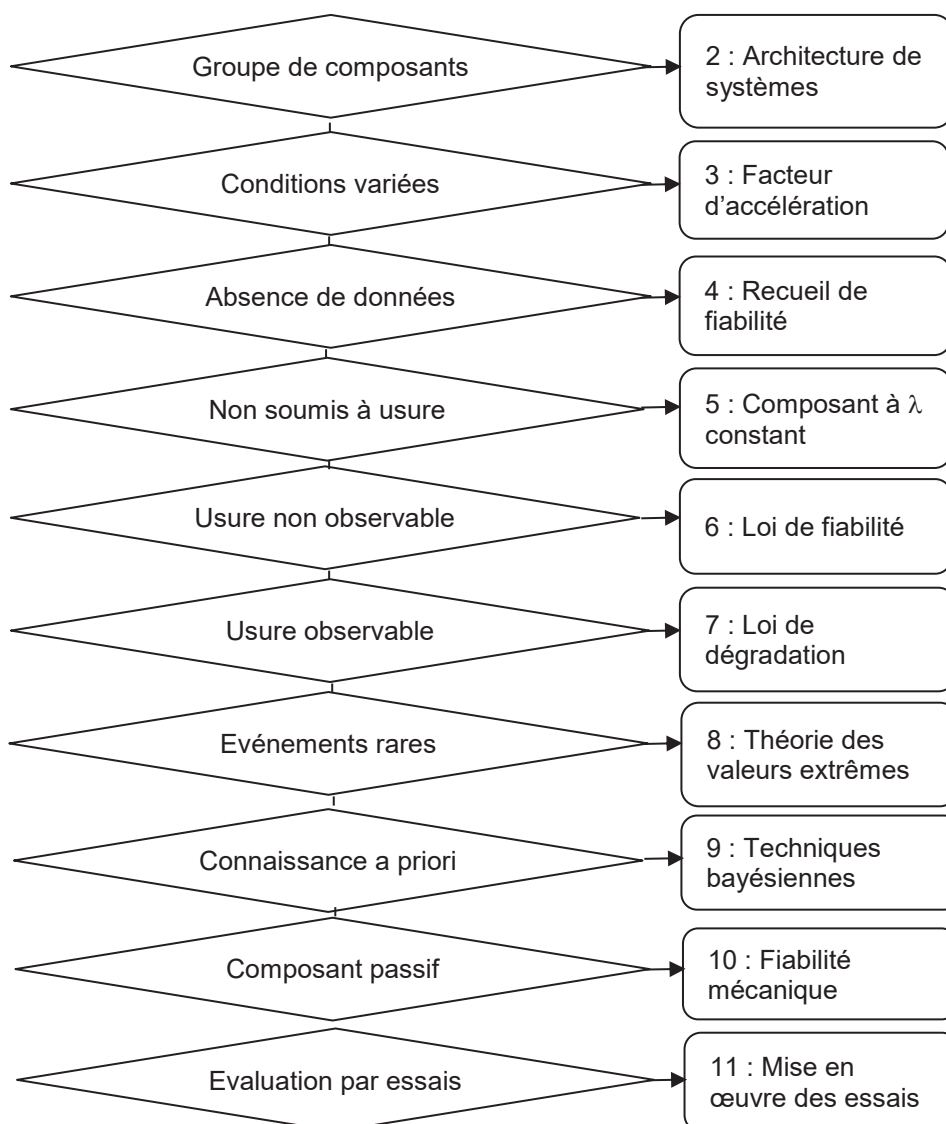 Groupe de composants
2 : Architecture de
systèmes
Conditions variées
3 : Facteur
d’accélération
Absence de données
4 : Recueil de
fiabilité
Non soumis à usure
5 : Composant à λ
constant
Usure non observable
6 : Loi de fiabilité
Usure observable
7 : Loi de
dégradation
Evénements rares
8 : Théorie des
valeurs extrêmes
Connaissance a priori
9 : Techniques
bayésiennes
Composant passif
10 : Fiabilité
mécanique
Evaluation par essais
11 : Mise en
œuvre des essais